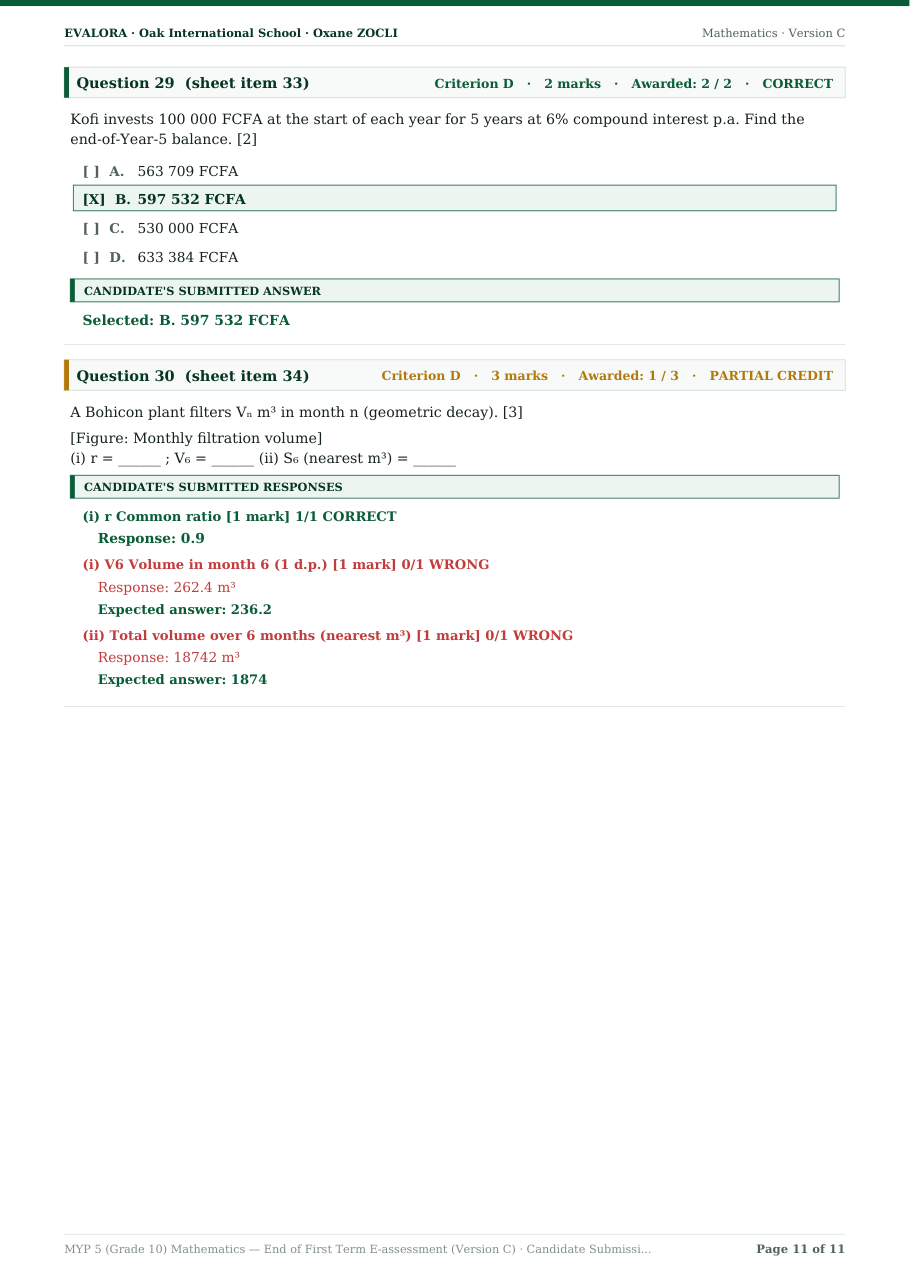 EVALORA · Oak International School · Oxane ZOCLI
Mathematics · Version C
Question 29 (sheet item 33)
Criterion D · 2 marks · Awarded: 2 / 2 · CORRECT
Kofi invests 100 000 FCFA at the start of each year for 5 years at 6% compound interest p.a. Find the
end-of-Year-5 balance. [2]
[ ] A. 563 709 FCFA
[X] B. 597 532 FCFA
[ ] C. 530 000 FCFA
[ ] D. 633 384 FCFA
CANDIDATE'S SUBMITTED ANSWER
Selected: B. 597 532 FCFA
Question 30 (sheet item 34)
Criterion D · 3 marks · Awarded: 1 / 3 · PARTIAL CREDIT
A Bohicon plant filters Vₙ m³ in month n (geometric decay). [3]
[Figure: Monthly filtration volume]
(i) r = ______ ; V₆ = ______ (ii) S₆ (nearest m³) = ______
CANDIDATE'S SUBMITTED RESPONSES
(i) r Common ratio [1 mark] 1/1 CORRECT
Response: 0.9
(i) V6 Volume in month 6 (1 d.p.) [1 mark] 0/1 WRONG
Response: 262.4 m³
Expected answer: 236.2
(ii) Total volume over 6 months (nearest m³) [1 mark] 0/1 WRONG
Response: 18742 m³
Expected answer: 1874
MYP 5 (Grade 10) Mathematics — End of First Term E-assessment (Version C) · Candidate Submissi...
Page 11 of 11